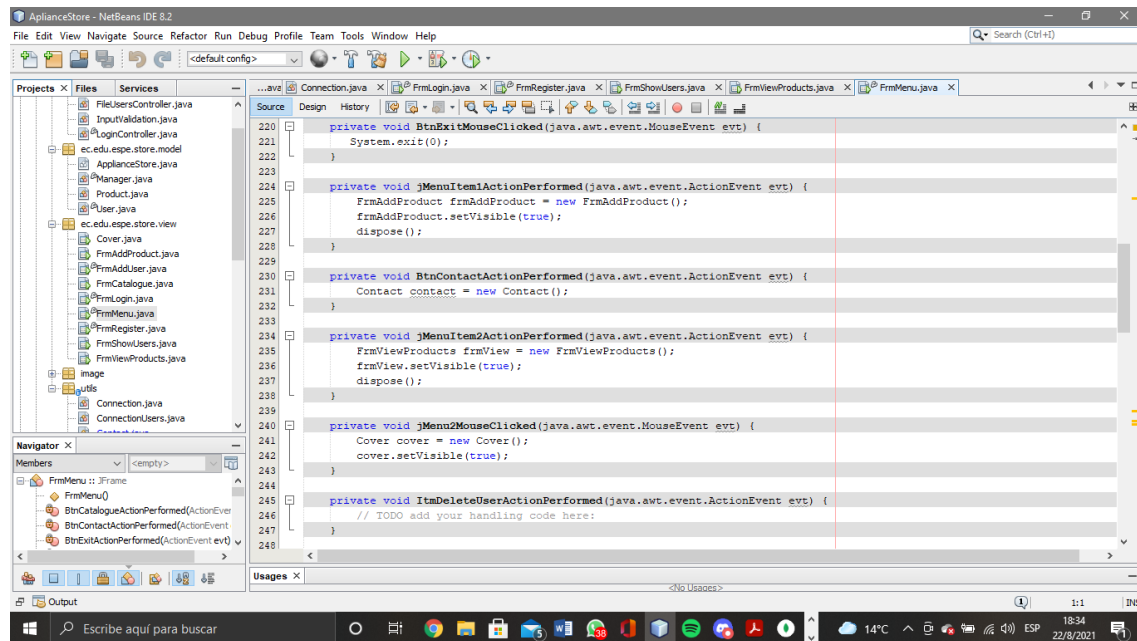 ApplianceStore - NetBeans IDE 8.2
File Edit View Navigate Source Refactor Run Debug Profile Team Tools Window Help
Search (Ctrl+I)
<default config>
Projects Files Services
...ava Connection.java FrmLogin.java FrmRegister.java FrmShowUsers.java FrmViewProducts.java FrmMenu.java
Source Design History
FileUsersController.java
InputValidation.java
LoginController.java
ec.edu.espe.store.model
ApplianceStore.java
Manager.java
Product.java
User.java
ec.edu.espe.store.view
Cover.java
FrmAddProduct.java
FrmAddUser.java
FrmCatalogue.java
FrmLogin.java
FrmMenu.java
FrmRegister.java
FrmShowUsers.java
FrmViewProducts.java
image
utils
Connection.java
ConnectionUsers.java
Navigator
Members <empty>
FrmMenu :: JFrame
FrmMenu()
BtnCatalogueActionPerformed(ActionEver
BtnContactActionPerformed(ActionEvent
BtnExitActionPerformed(ActionEvent evt)
220 private void BtnExitMouseClicked(java.awt.event.MouseEvent evt) {
221 System.exit(0);
222 }
223
224 private void jMenuItem1ActionPerformed(java.awt.event.ActionEvent evt) {
225 FrmAddProduct frmAddProduct = new FrmAddProduct();
226 frmAddProduct.setVisible(true);
227 dispose();
228 }
229
230 private void BtnContactActionPerformed(java.awt.event.ActionEvent evt) {
231 Contact contact = new Contact();
232 }
233
234 private void jMenuItem2ActionPerformed(java.awt.event.ActionEvent evt) {
235 FrmViewProducts frmView = new FrmViewProducts();
236 frmView.setVisible(true);
237 dispose();
238 }
239
240 private void jMenu2MouseClicked(java.awt.event.MouseEvent evt) {
241 Cover cover = new Cover();
242 cover.setVisible(true);
243 }
244
245 private void ItmDeleteUserActionPerformed(java.awt.event.ActionEvent evt) {
246 // TODO add your handling code here:
247 }
248
Usages
<No Usages>
Output
1 1:1 INS
Escribe aquí para buscar
5 38
14°C ESP 18:34
22/8/2021